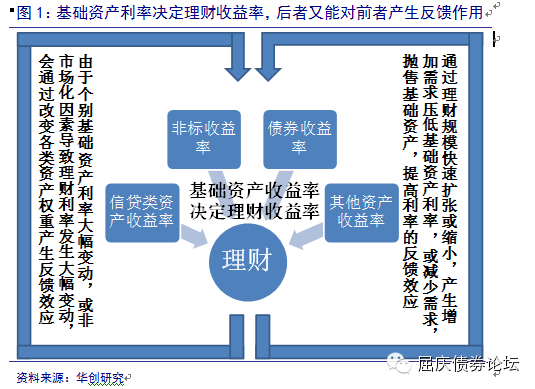 图 1：基础资产利率决定理财收益率，后者又能对前者产生反馈作用
由于个别基础资产利率大幅变动，或非
市场化因素导致理财利率发生大幅变动，
会通过改变各类资产权重产生反馈效应
非标收益
率
债券收益
率
信贷类资
产收益率
其他资产
收益率
基础资产收益率
决定理财收益率
理财
通过理财规模快速扩张或缩小，产生增
加需求压低基础资产利率，或减少需求，
抛售基础资产，提高利率的反馈效应
资料来源：华创研究
屈庆债券论坛